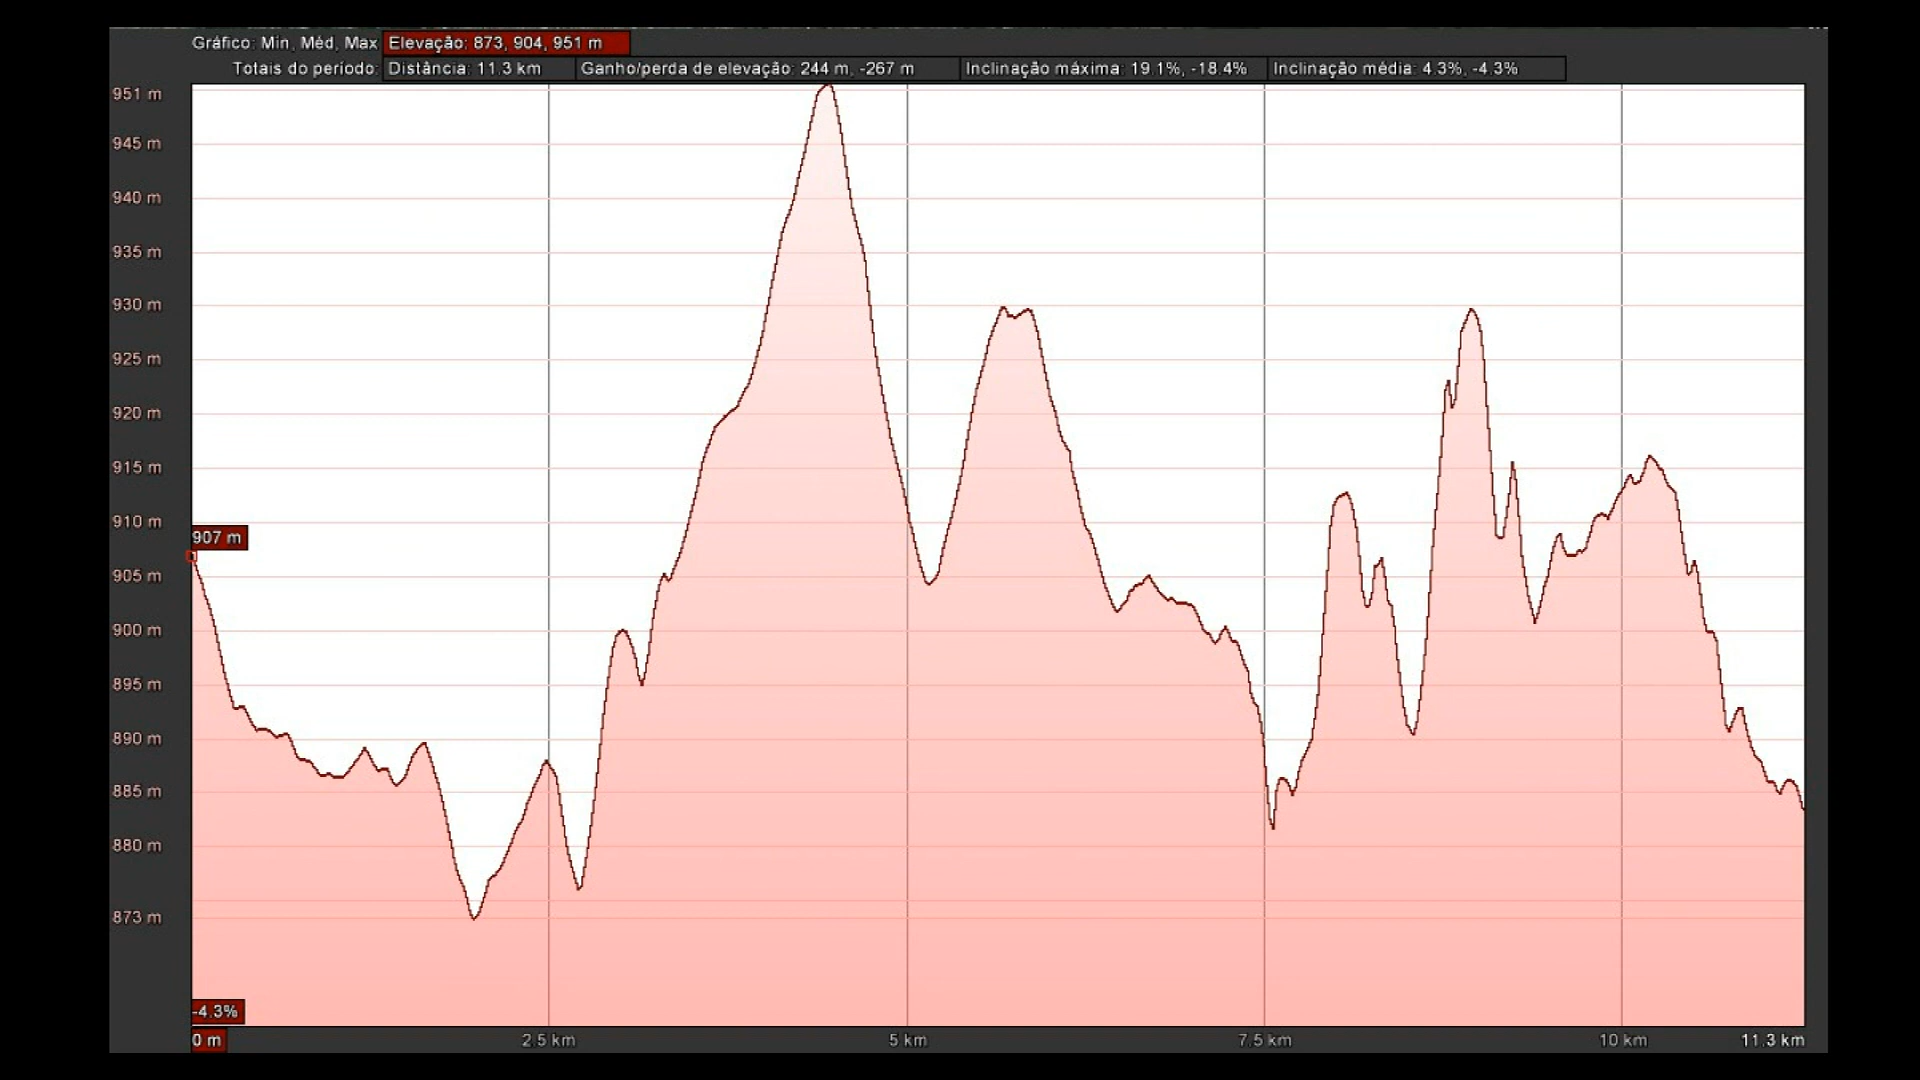 Gráfico: Mín, Méd, Max Elevação: 873, 904, 951 m
Totais do período: Distância: 11.3 km Ganho/perda de elevação: 244 m, -267 m Inclinação máxima: 19.1%, -18.4% Inclinação média: 4.3%, -4.3%
951 m
945 m
940 m
935 m
930 m
925 m
920 m
915 m
910 m
907 m
905 m
900 m
895 m
890 m
885 m
880 m
873 m
-4.3%
0 m 2.5 km 5 km 7.5 km 10 km 11.3 km